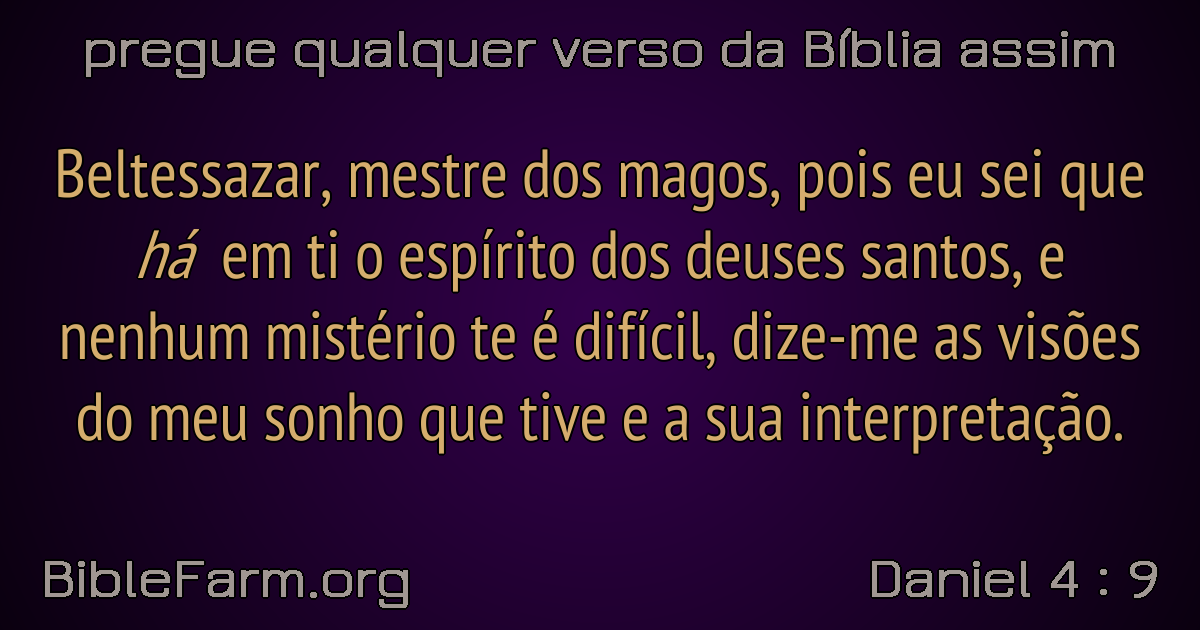 pregue qualquer verso da Bíblia assim
Beltessazar, mestre dos magos, pois eu sei que
há em ti o espírito dos deuses santos, e
nenhum mistério te é difícil, dize-me as visões
do meu sonho que tive e a sua interpretação.
BibleFarm.org
Daniel 4 : 9